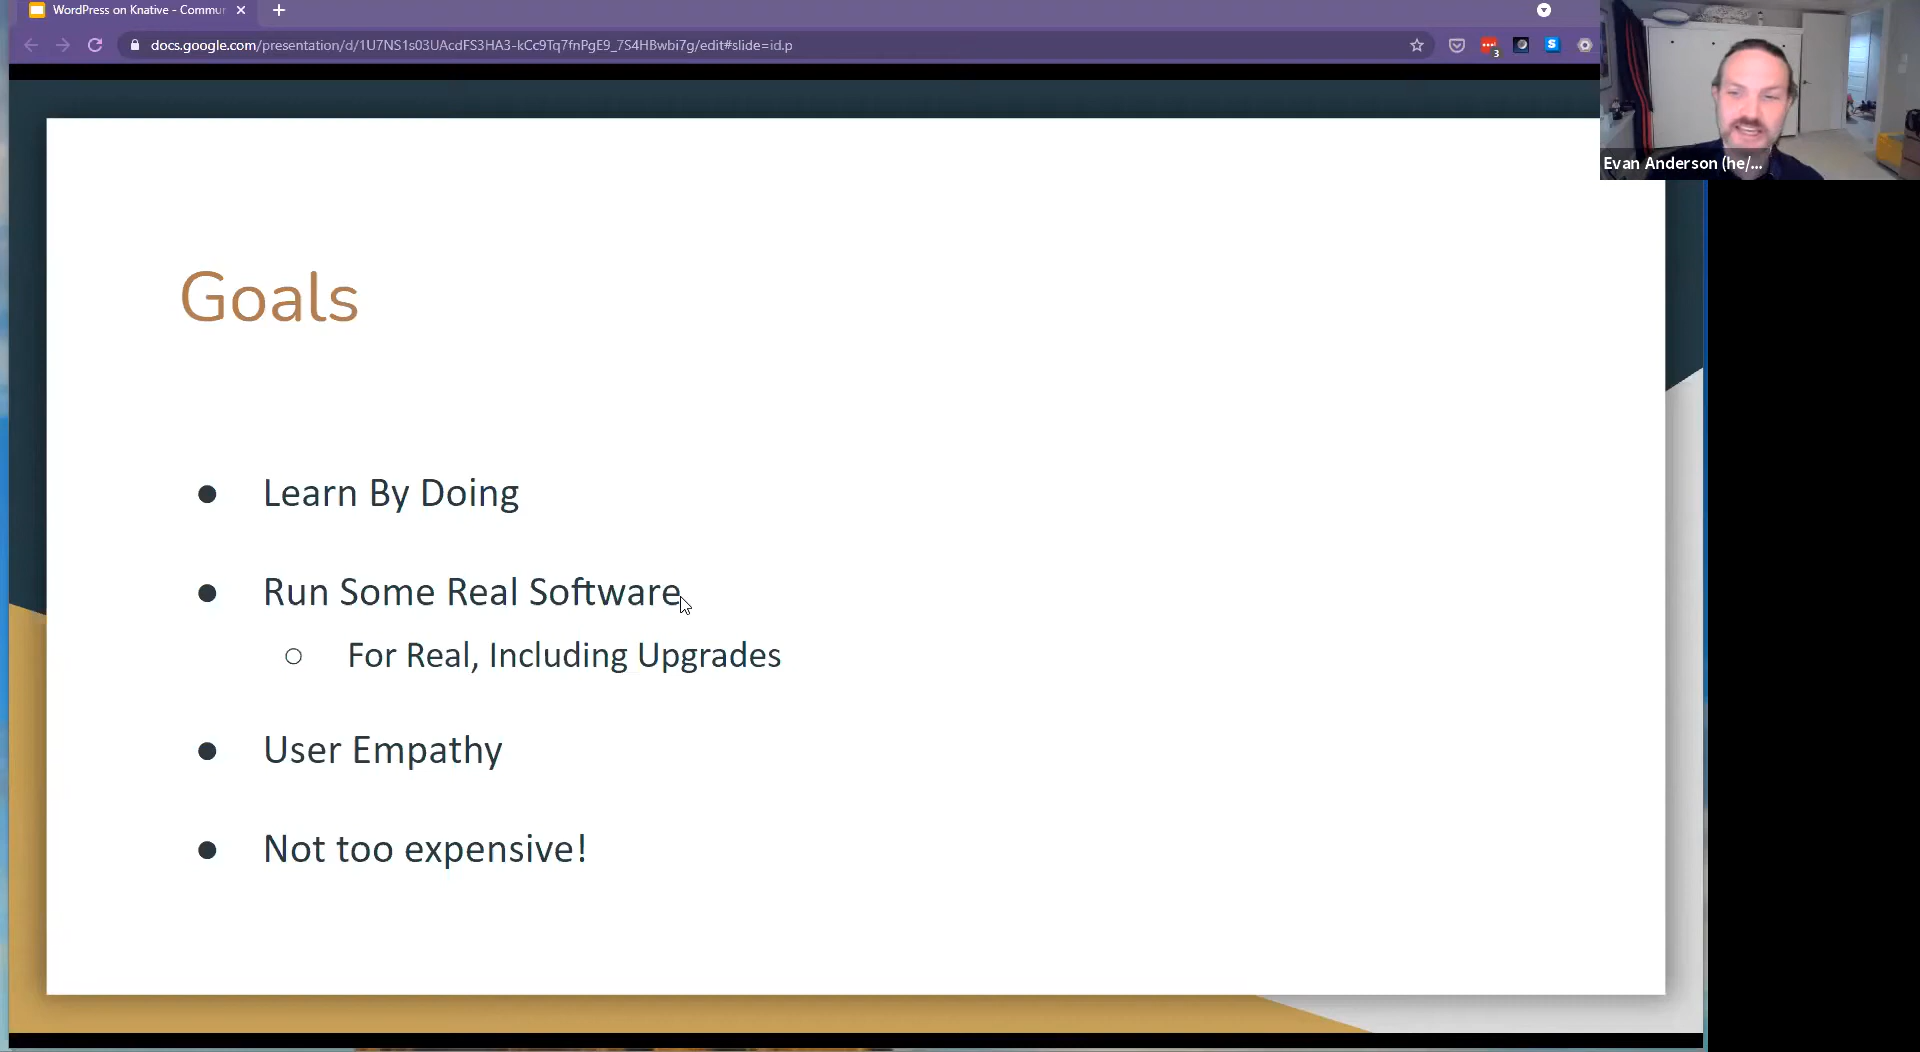 WordPress on Knative - Commu
docs.google.com/presentation/d/1U7NS1s03UAcdFS3HA3-kCc9Tq7fnPgE9_7S4HBwbi7g/edit#slide=id.p
3
S
Evan Anderson (he/...
Goals
● Learn By Doing
● Run Some Real Software
○ For Real, Including Upgrades
● User Empathy
● Not too expensive!